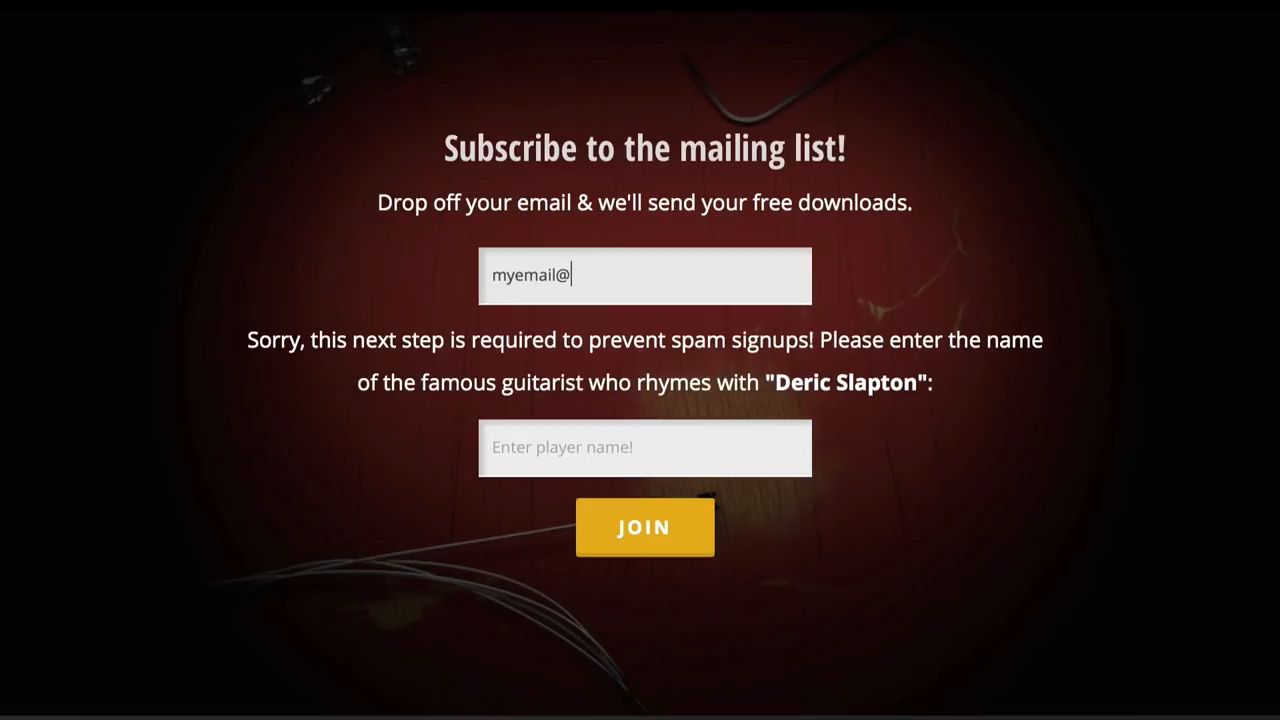 Subscribe to the mailing list!
Drop off your email & we'll send your free downloads.
myemail@
Sorry, this next step is required to prevent spam signups! Please enter the name
of the famous guitarist who rhymes with "Deric Slapton":
Enter player name!
JOIN